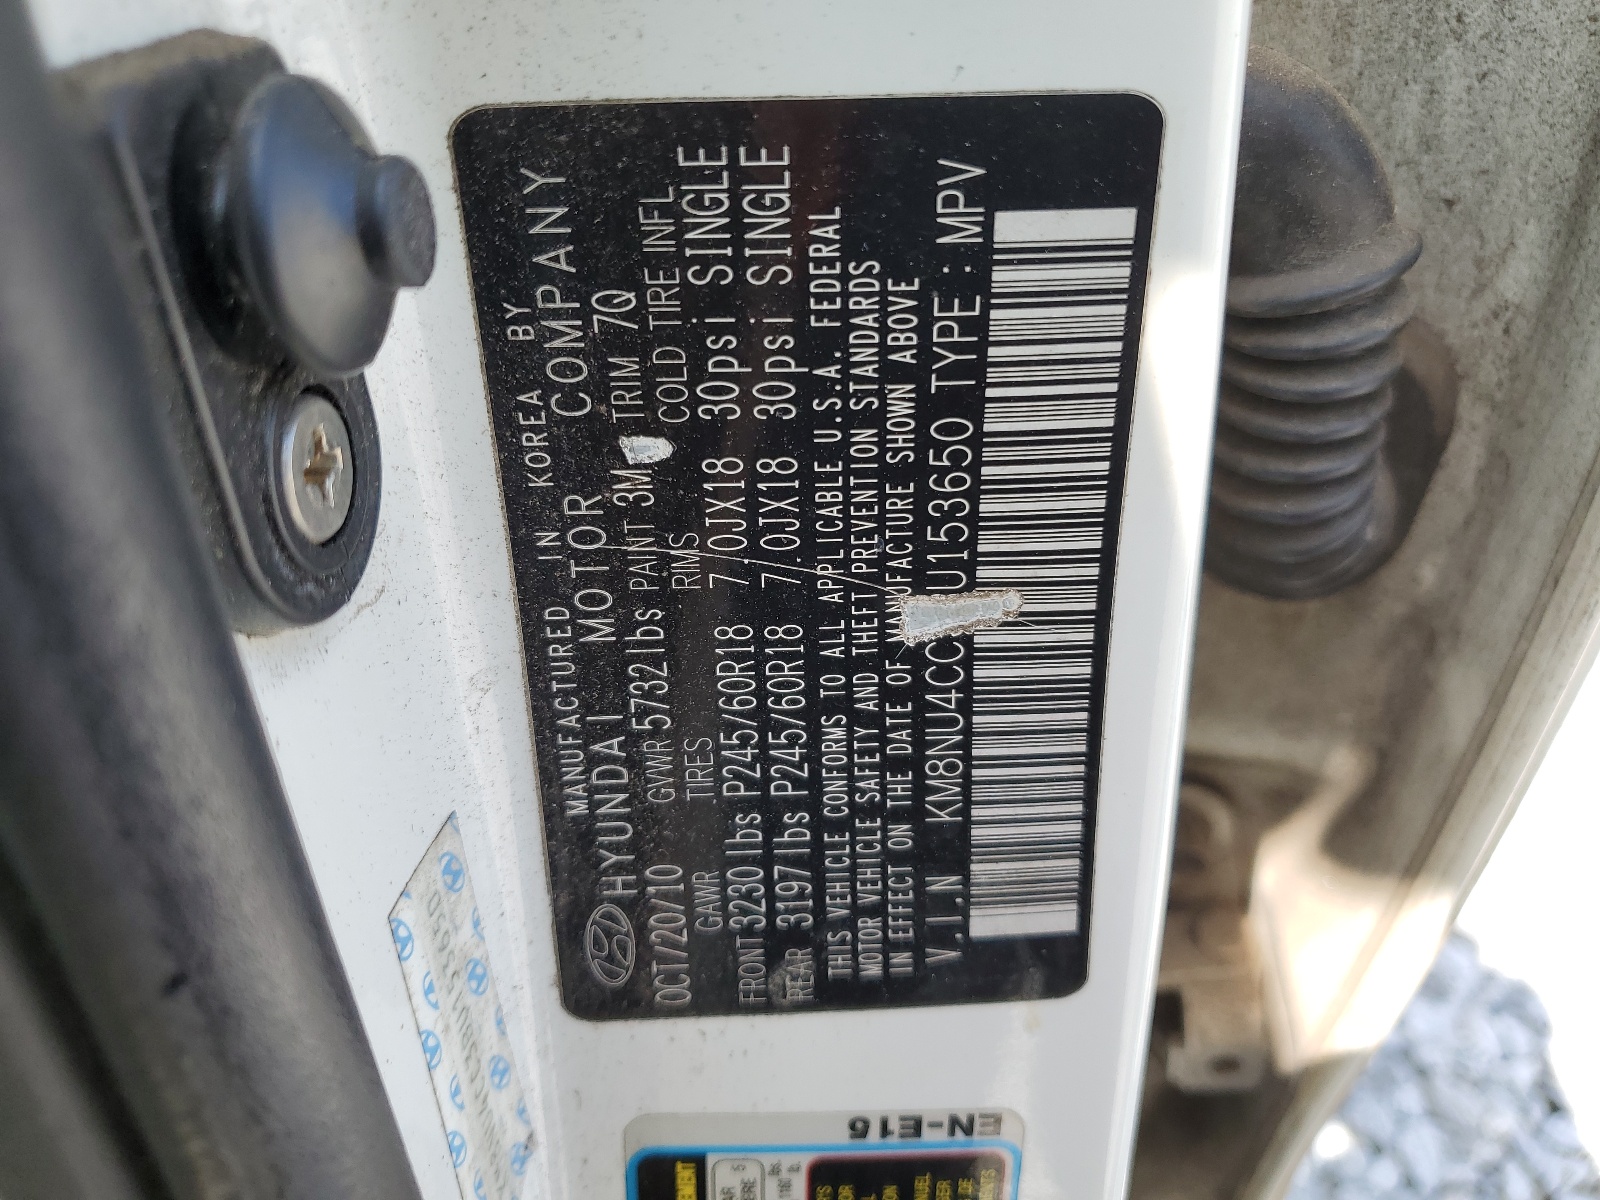 MANUFACTURED IN KOREA BY
HYUNDAI MOTOR COMPANY
OCT/20/10 GVWR 5732lbs PAINT 3M TRIM 7Q
GAWR TIRES RIMS COLD TIRE INFL
FRONT 3230lbs P245/60R18 7.0JX18 30psi SINGLE
REAR 3197lbs P245/60R18 7.0JX18 30psi SINGLE
THIS VEHICLE CONFORMS TO ALL APPLICABLE U.S.A. FEDERAL
MOTOR VEHICLE SAFETY AND THEFT PREVENTION STANDARDS
IN EFFECT ON THE DATE OF MANUFACTURE SHOWN ABOVE
V.I.N KM8NU4CC U153650 TYPE : MPV
EN-E15